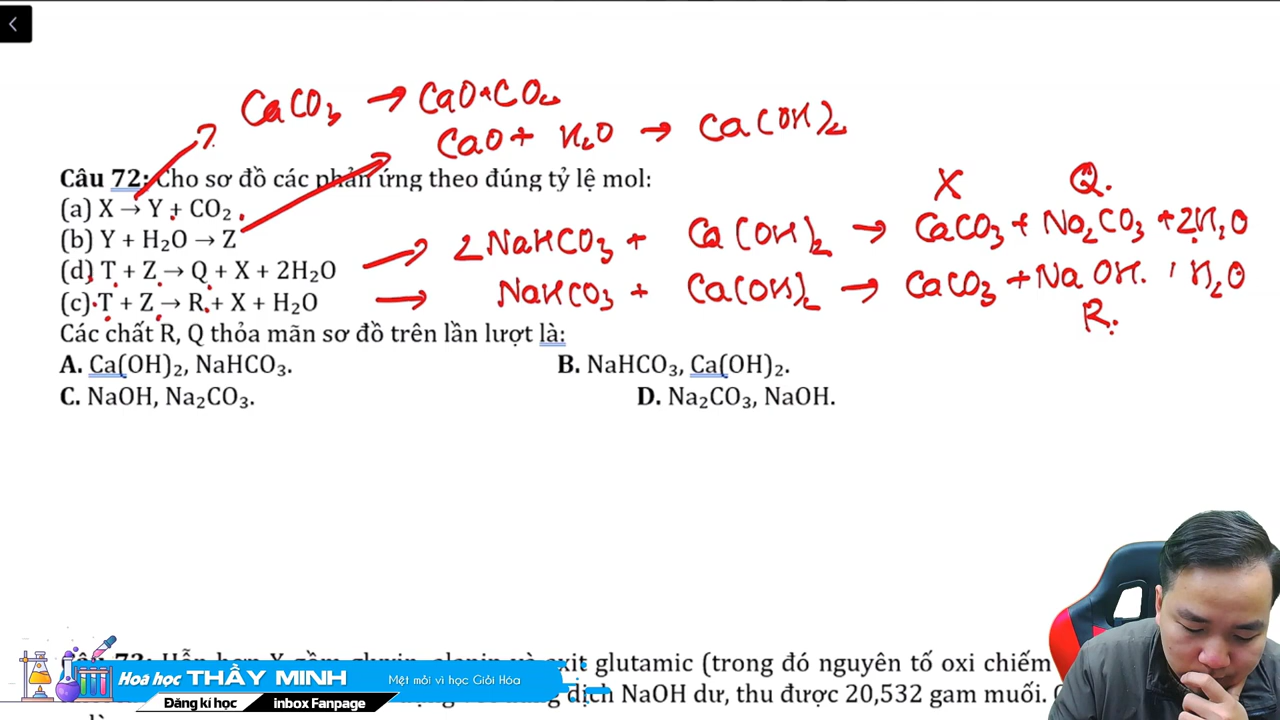 CaCO₃ → CaO + CO₂
CaO + H₂O → Ca(OH)₂
Câu 72: Cho sơ đồ các phản ứng theo đúng tỷ lệ mol:
X Q.
(a) X → Y + CO₂
(b) Y + H₂O → Z
2NaHCO₃ + Ca(OH)₂ → CaCO₃ + Na₂CO₃ + 2H₂O
(d) T + Z → Q + X + 2H₂O
NaHCO₃ + Ca(OH)₂ → CaCO₃ + NaOH. + H₂O
(c) T + Z → R + X + H₂O
R.
Các chất R, Q thỏa mãn sơ đồ trên lần lượt là:
A. Ca(OH)₂, NaHCO₃. B. NaHCO₃, Ca(OH)₂.
C. NaOH, Na₂CO₃. D. Na₂CO₃, NaOH.
glutamic (trong đó nguyên tố oxi chiếm
Hoá học THẦY MINH Mệt mỏi vì học Giỏi Hóa
dịch NaOH dư, thu được 20,532 gam muối.
Đăng kí học inbox Fanpage